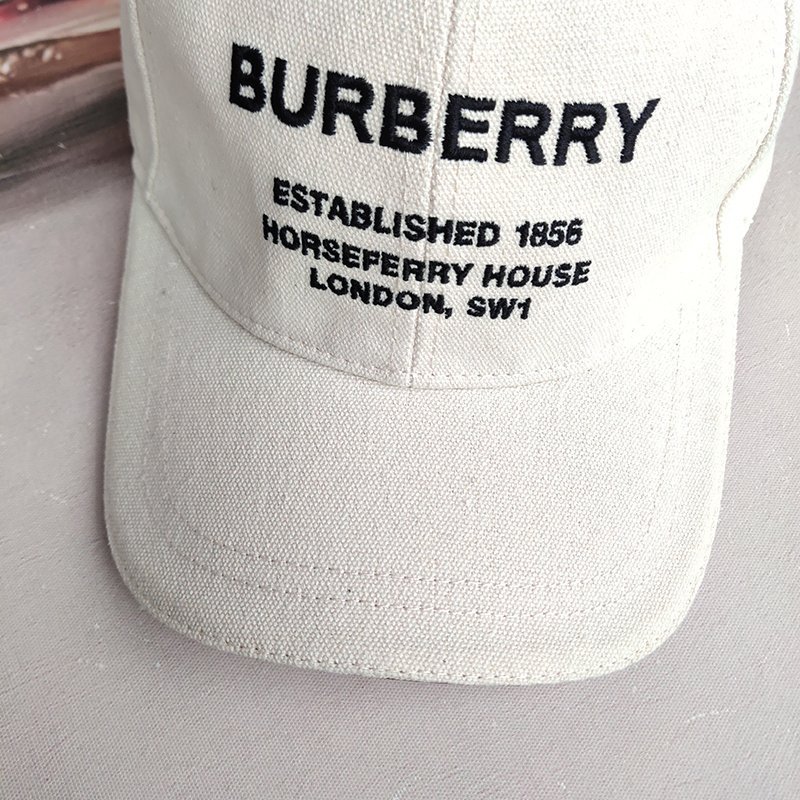 BURBERRY
ESTABLISHED 1856
HORSEFERRY HOUSE
LONDON, SW1